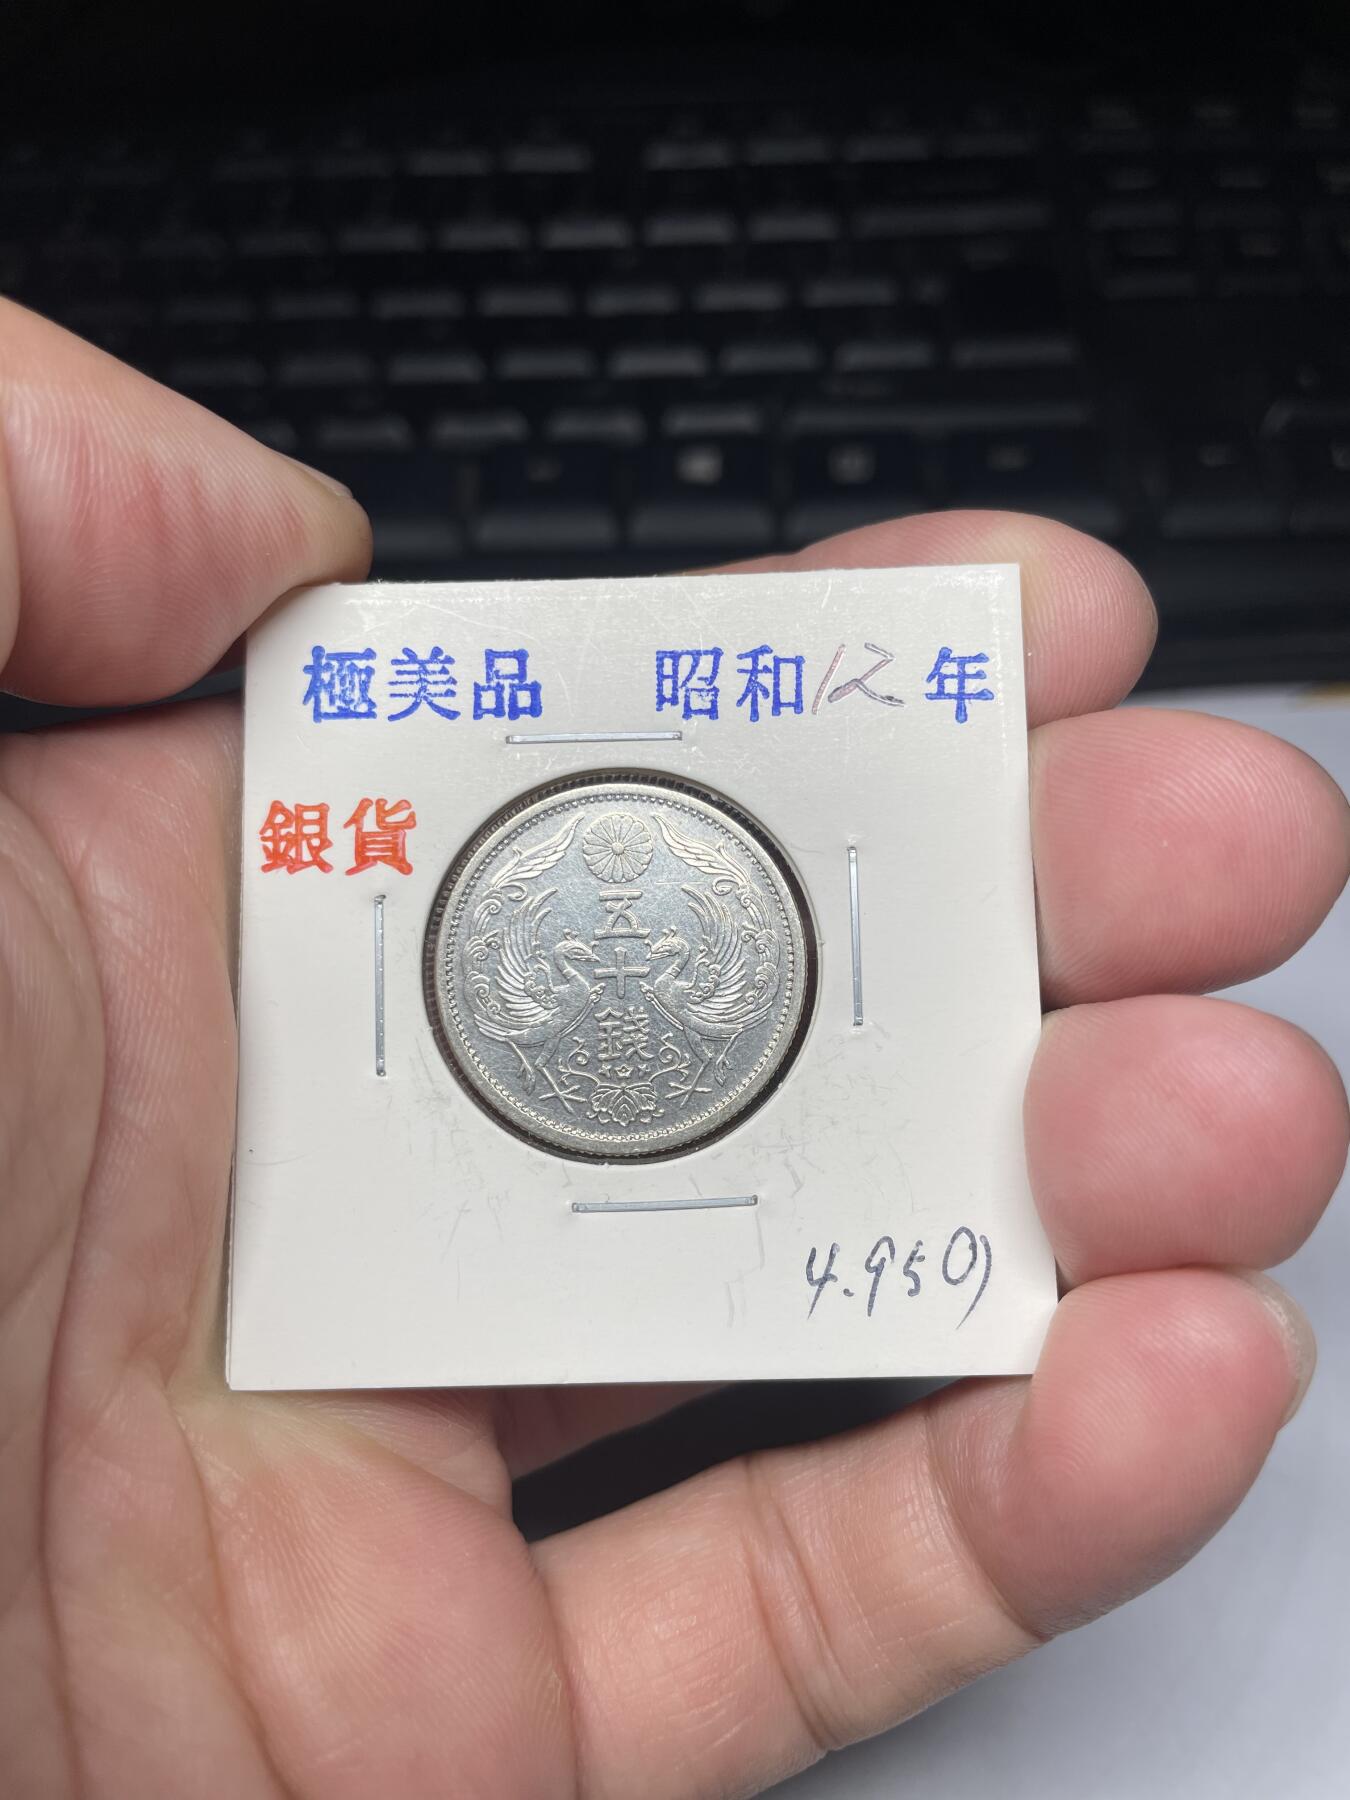 極美品 昭和12年
銀貨
五十錢
4.950)